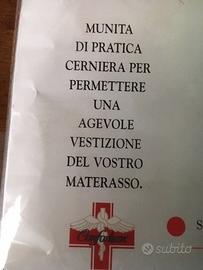 MUNITA
DI PRATICA
CERNIERA PER
PERMETTERE
UNA
AGEVOLE
VESTIZIONE
DEL VOSTRO
MATERASSO.
S
subito